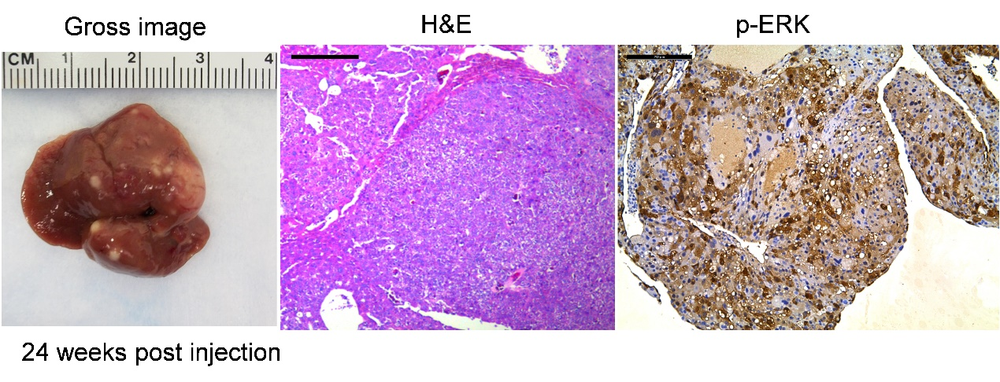 Gross image
H&E
p-ERK
CM 1 2 3 4
24 weeks post injection